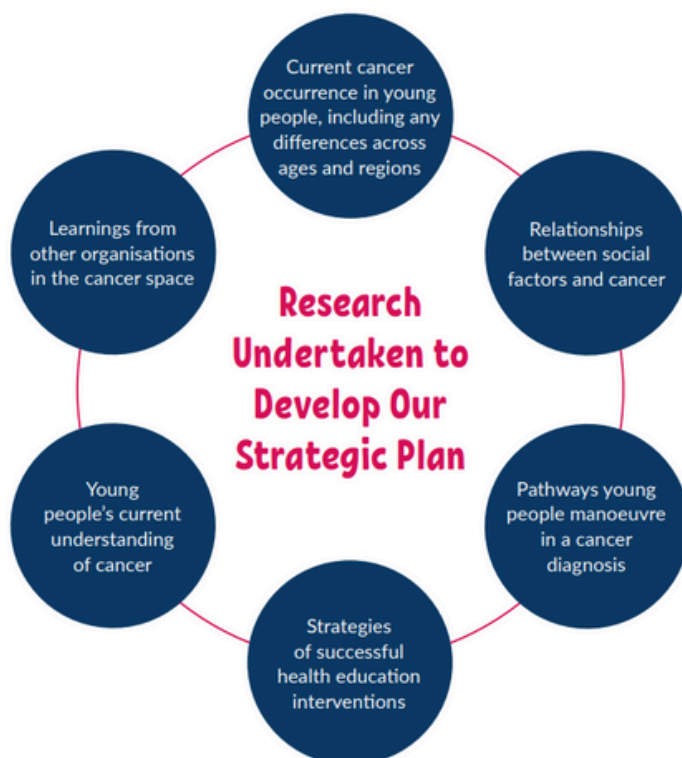 Current cancer
occurrence in young
people, including any
differences across
ages and regions
Learnings from
other organisations
in the cancer space
Relationships
between social
factors and cancer
Research
Undertaken to
Develop Our
Strategic Plan
Young
people's current
understanding
of cancer
Pathways young
people manoeuvre
in a cancer
diagnosis
Strategies
of successful
health education
interventions